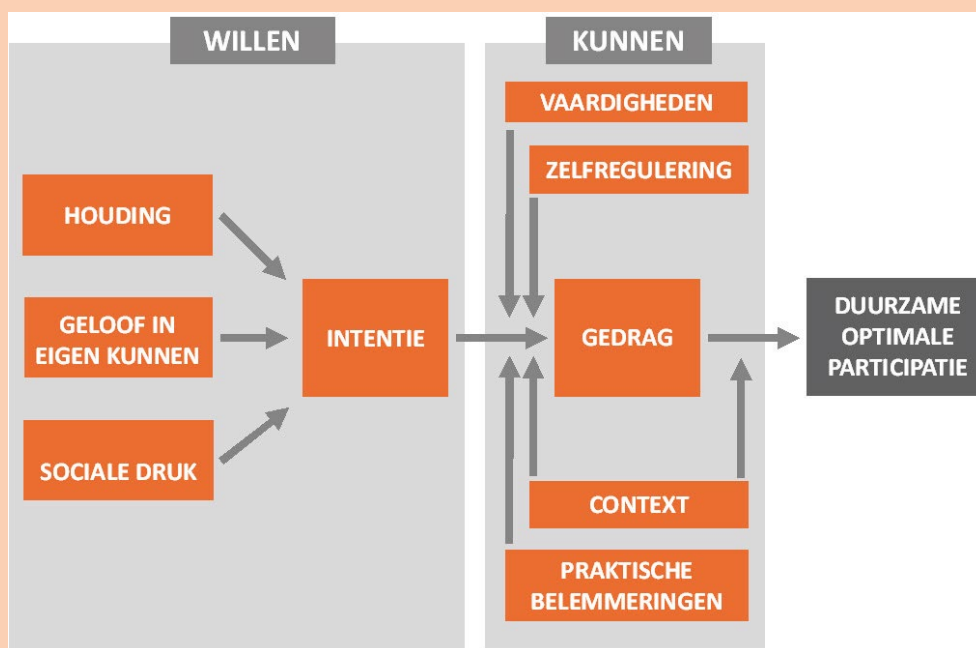 WILLEN
HOUDING
GELOOF IN
EIGEN KUNNEN
SOCIALE DRUK
INTENTIE
KUNNEN
VAARDIGHEDEN
ZELFREGULERING
GEDRAG
CONTEXT
PRAKTISCHE
BELEMMERINGEN
DUURZAME
OPTIMALE
PARTICIPATIE